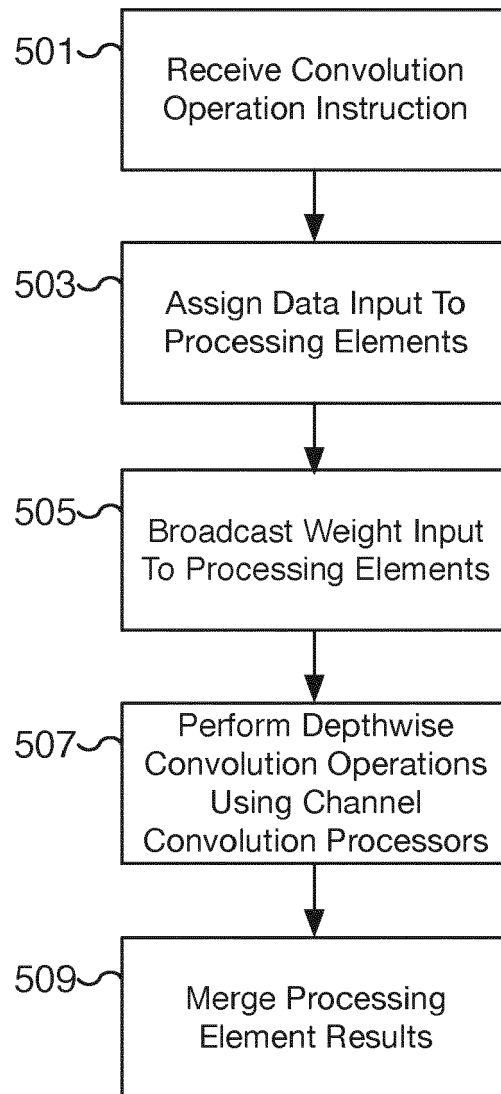 501
Receive Convolution
Operation Instruction
503
Assign Data Input To
Processing Elements
505
Broadcast Weight Input
To Processing Elements
507
Perform Depthwise
Convolution Operations
Using Channel
Convolution Processors
509
Merge Processing
Element Results